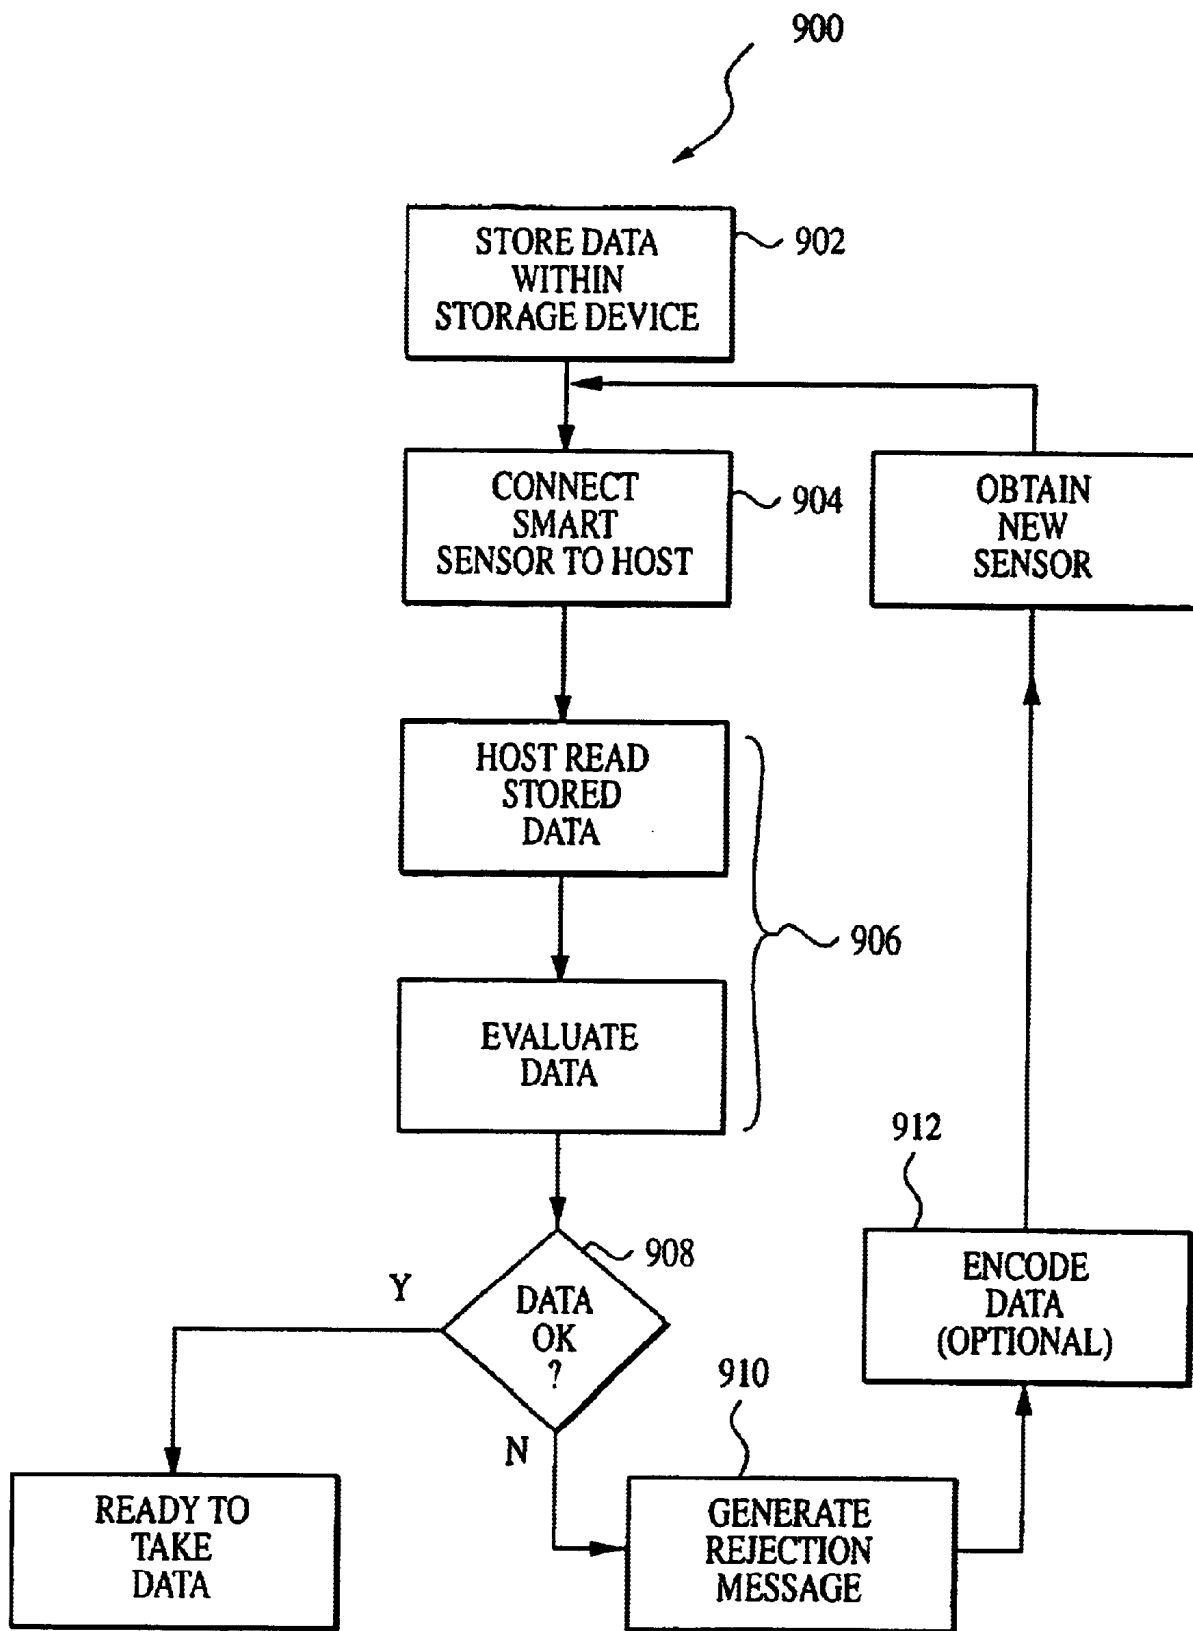 900
STORE DATA
WITHIN
STORAGE DEVICE
902
CONNECT
SMART
SENSOR TO HOST
904
OBTAIN
NEW
SENSOR
HOST READ
STORED
DATA
906
EVALUATE
DATA
912
ENCODE
DATA
(OPTIONAL)
908
Y
DATA
OK
?
N
910
READY TO
TAKE
DATA
GENERATE
REJECTION
MESSAGE